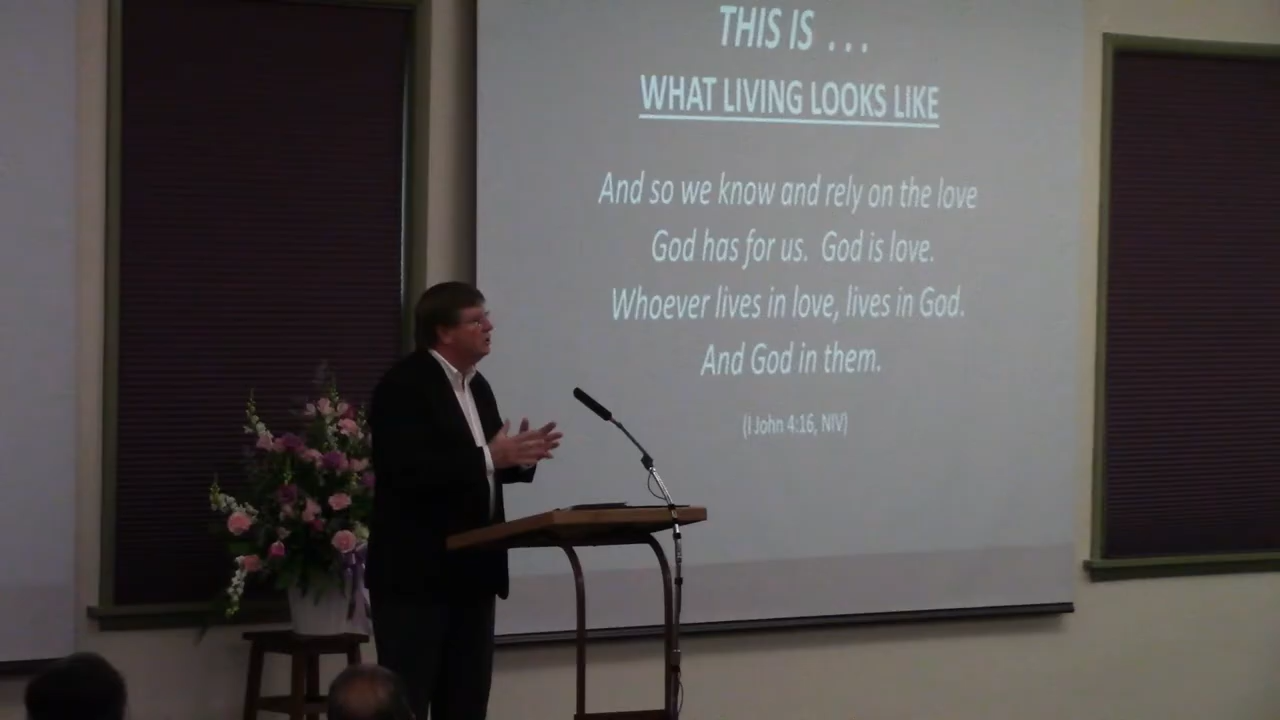 THIS IS . . .
WHAT LIVING LOOKS LIKE
And so we know and rely on the love
God has for us.  God is love.
Whoever lives in love, lives in God.
And God in them.
(I John 4:16, NIV)